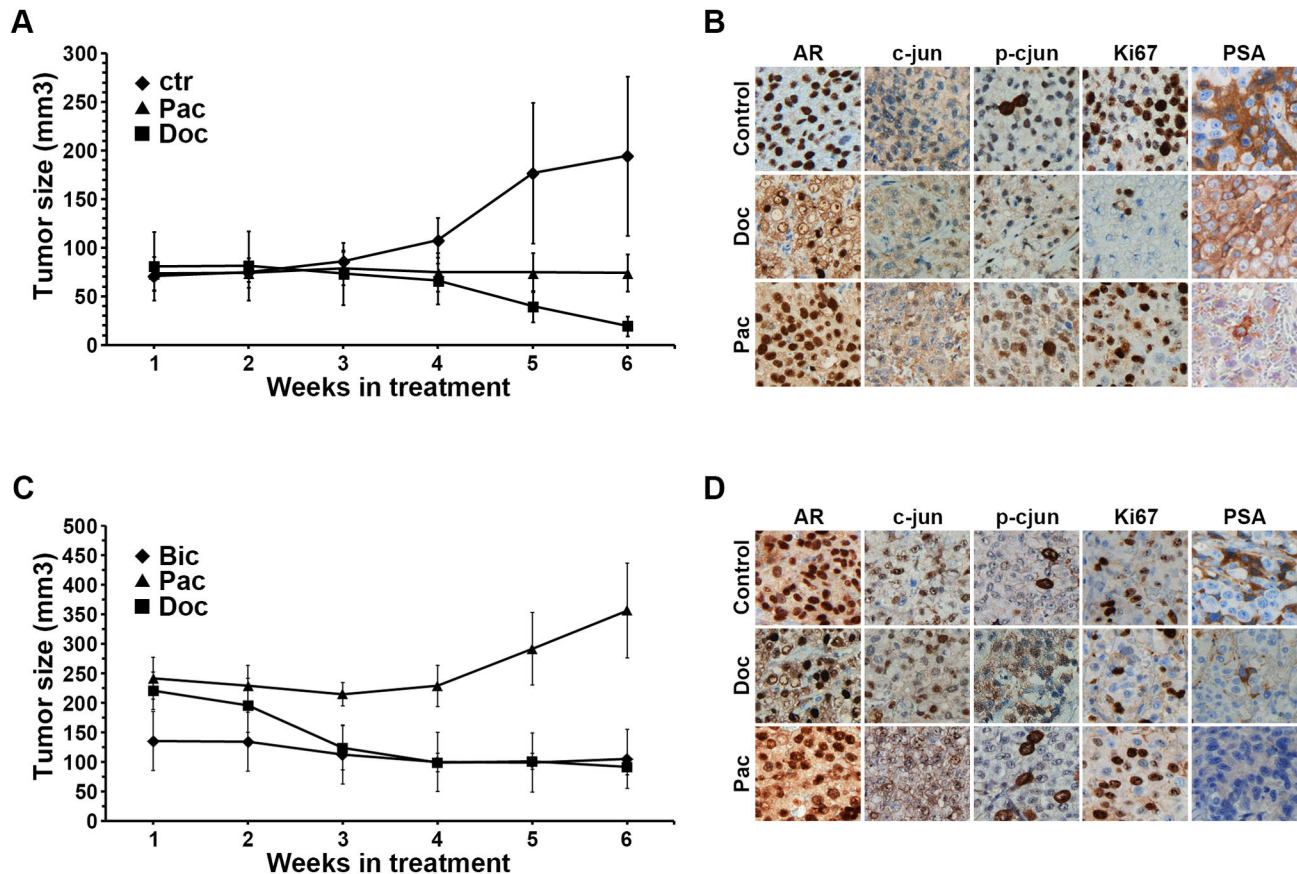 A
300
250
200
150
100
50
0
Tumor size (mm3)
ctr
Pac
Doc
1 2 3 4 5 6
Weeks in treatment
B
AR c-jun p-cjun Ki67 PSA
Control
Doc
Pac
C
500
450
400
350
300
250
200
150
100
50
0
Tumor size (mm3)
Bic
Pac
Doc
1 2 3 4 5 6
Weeks in treatment
D
AR c-jun p-cjun Ki67 PSA
Control
Doc
Pac